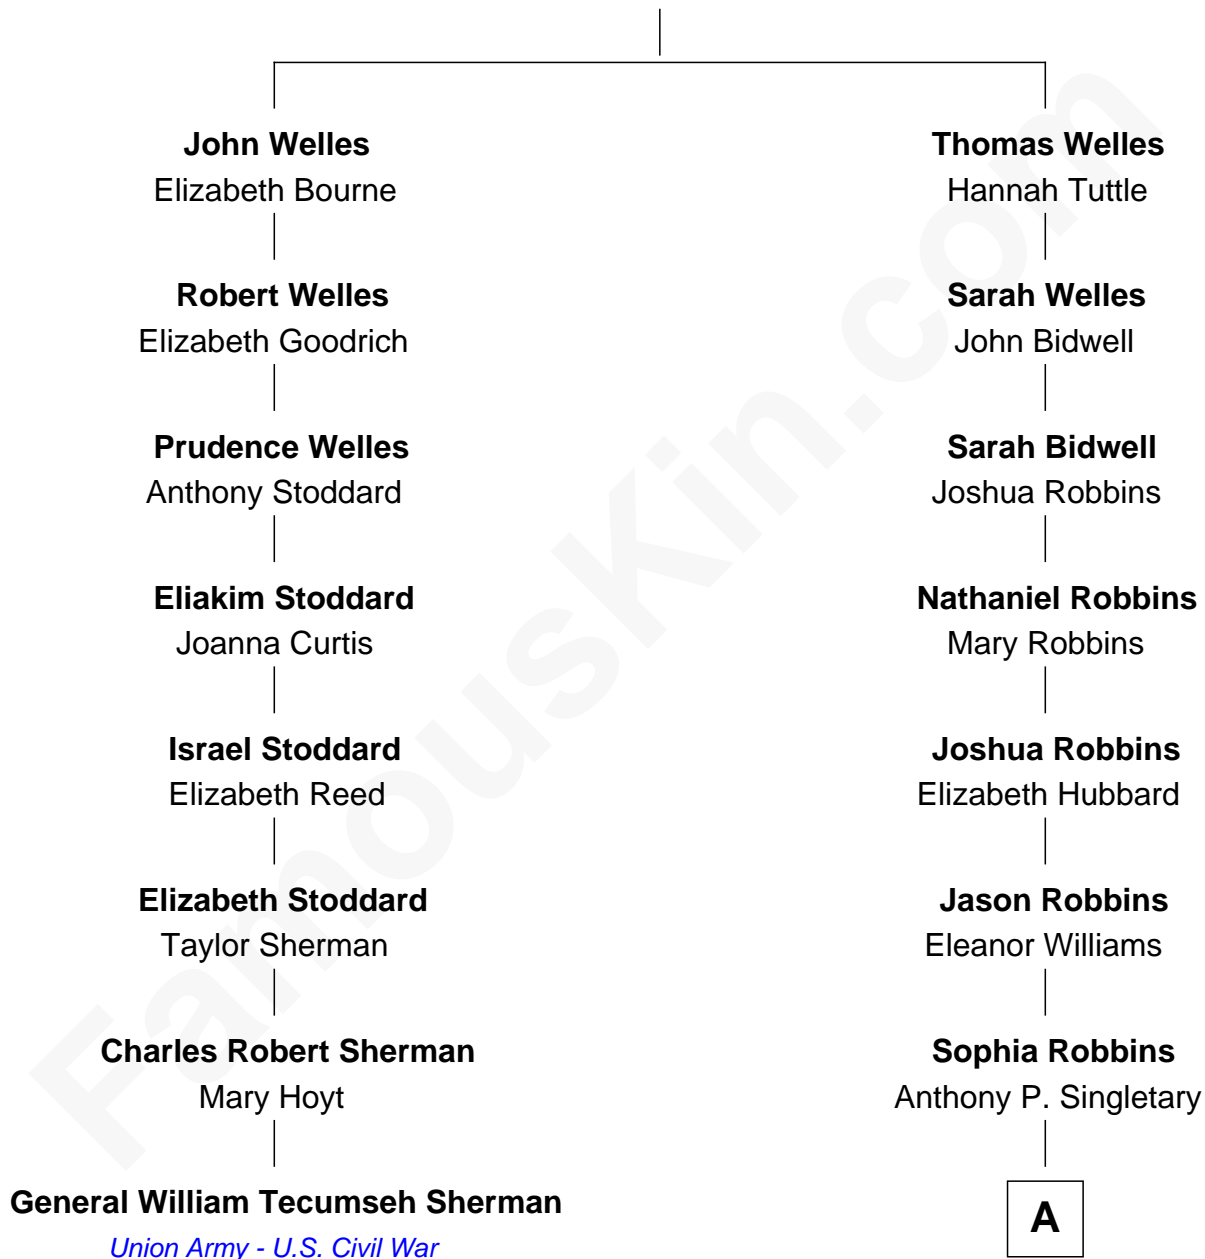 John Welles
Elizabeth Bourne
Robert Welles
Elizabeth Goodrich
Prudence Welles
Anthony Stoddard
Eliakim Stoddard
Joanna Curtis
Israel Stoddard
Elizabeth Reed
Elizabeth Stoddard
Taylor Sherman
Charles Robert Sherman
Mary Hoyt
General William Tecumseh Sherman
Union Army - U.S. Civil War
Thomas Welles
Hannah Tuttle
Sarah Welles
John Bidwell
Sarah Bidwell
Joshua Robbins
Nathaniel Robbins
Mary Robbins
Joshua Robbins
Elizabeth Hubbard
Jason Robbins
Eleanor Williams
Sophia Robbins
Anthony P. Singletary
A
FamousKin.com